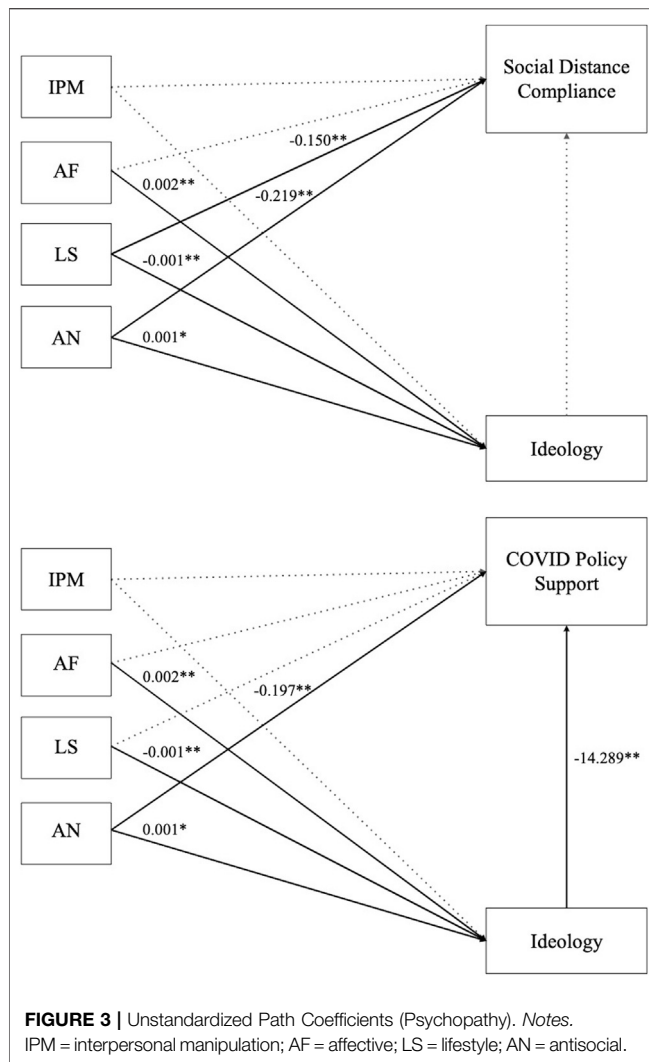 IPM
Social Distance
Compliance
AF
-0.150**
0.002**
-0.219**
LS
-0.001**
AN
0.001*
Ideology
IPM
COVID Policy
Support
AF
0.002**
-0.197**
LS
-0.001**
-14.289**
AN
0.001*
Ideology
FIGURE 3 | Unstandardized Path Coefficients (Psychopathy). Notes.
IPM = interpersonal manipulation; AF = affective; LS = lifestyle; AN = antisocial.